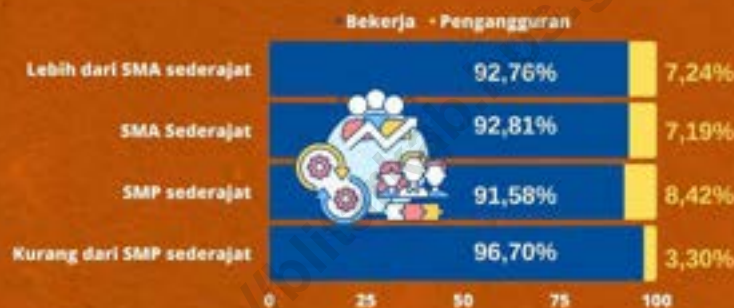 Bekerja Pengangguran
Lebih dari SMA sederajat 92,76% 7,24%
SMA Sederajat 92,81% 7,19%
SMP sederajat 91,58% 8,42%
Kurang dari SMP sederajat 96,70% 3,30%
0 25 50 75 100